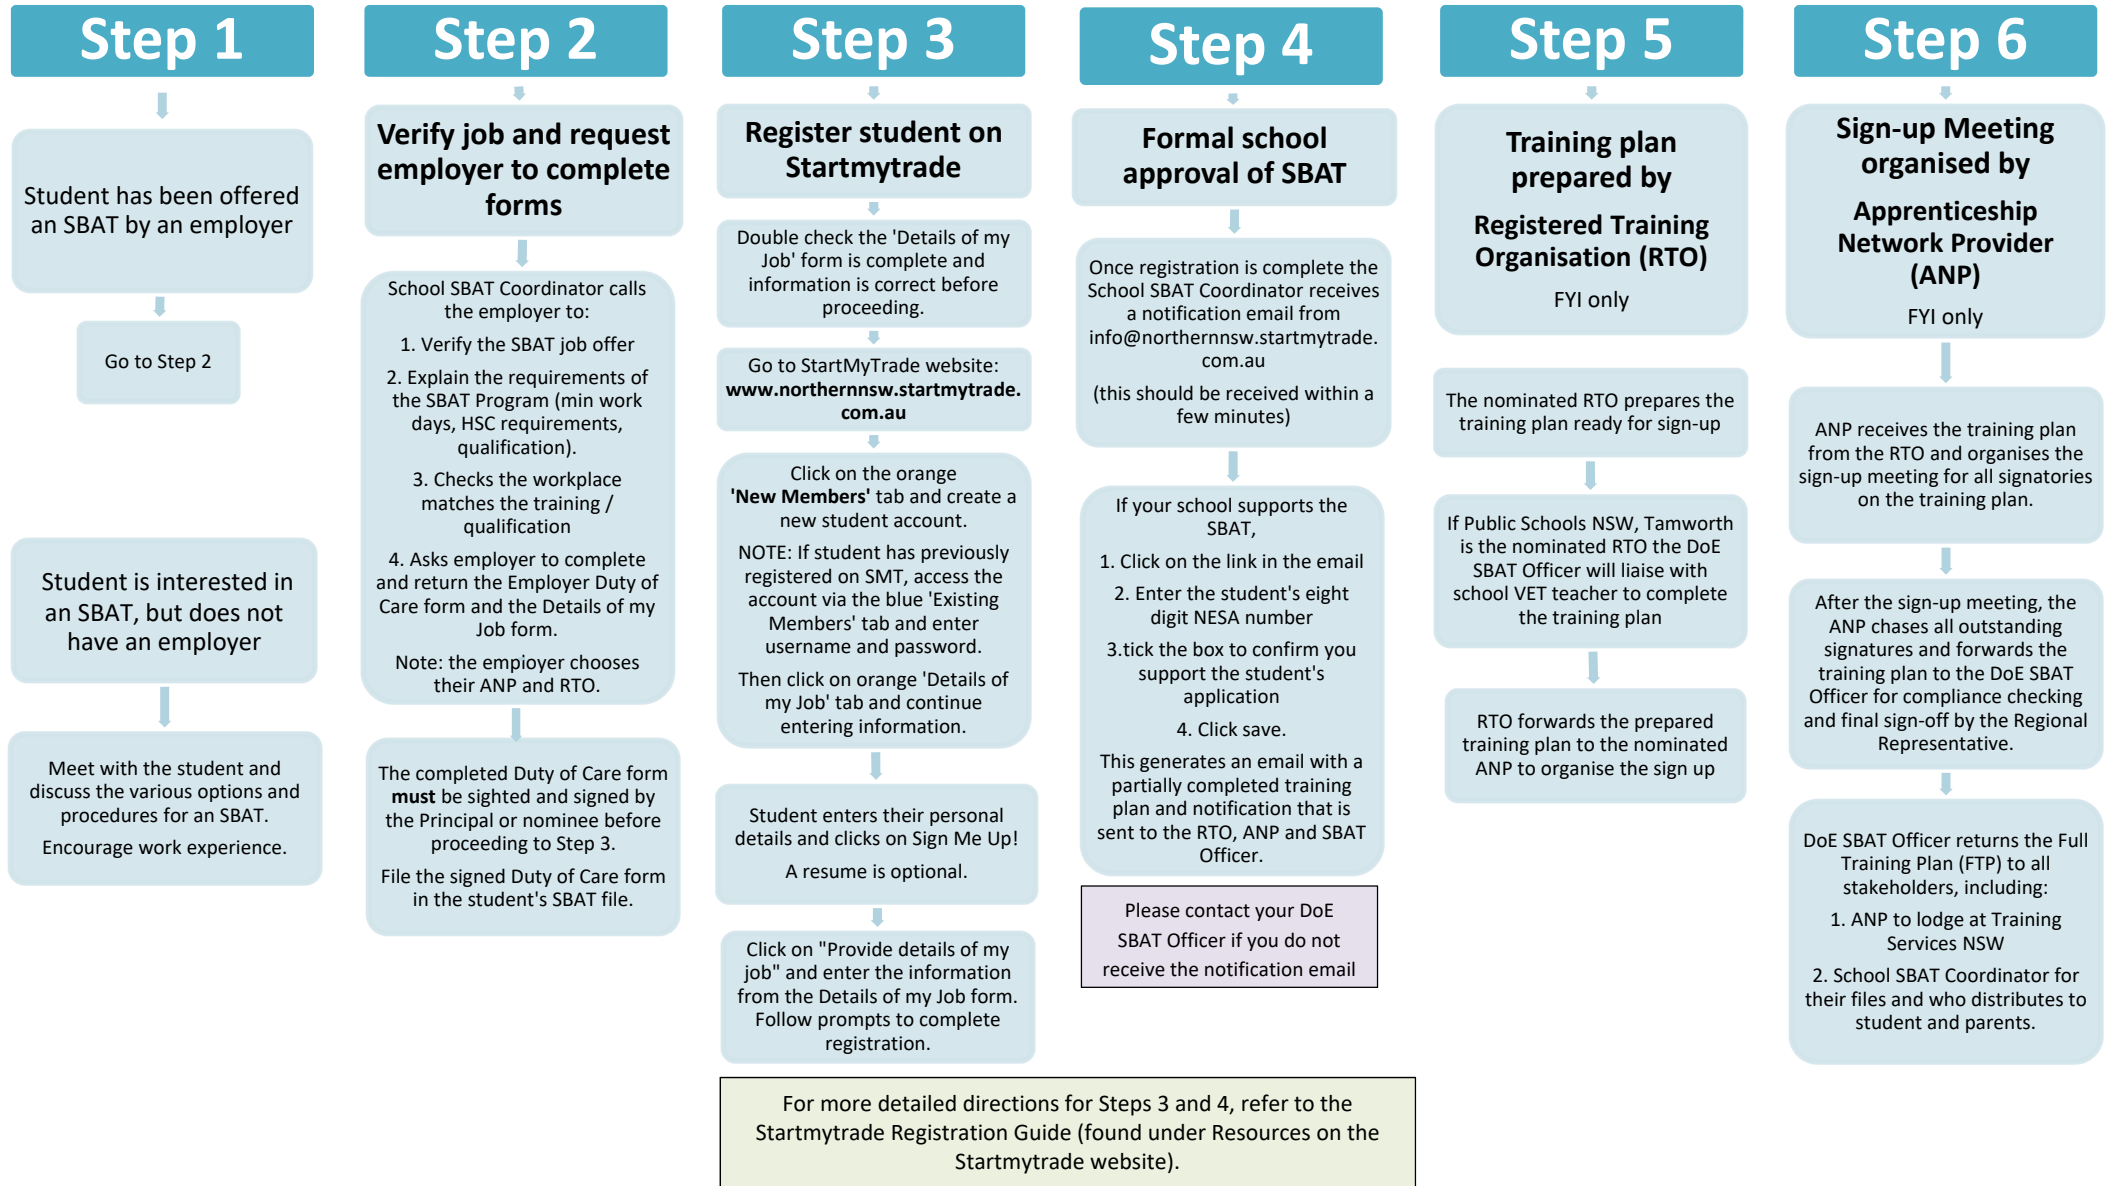 Step 1
Student has been offered
an SBAT by an employer
Go to Step 2
Student is interested in
an SBAT, but does not
have an employer
Meet with the student and
discuss the various options and
procedures for an SBAT.
Encourage work experience.
Step 2
Verify job and request
employer to complete
forms
School SBAT Coordinator calls
the employer to:
1. Verify the SBAT job offer
2. Explain the requirements of
the SBAT Program (min work
days, HSC requirements,
qualification).
3. Checks the workplace
matches the training /
qualification
4. Asks employer to complete
and return the Employer Duty of
Care form and the Details of my
Job form.
Note: the employer chooses
their ANP and RTO.
The completed Duty of Care form
must be sighted and signed by
the Principal or nominee before
proceeding to Step 3.
File the signed Duty of Care form
in the student's SBAT file.
Step 3
Register student on
Startmytrade
Double check the 'Details of my
Job' form is complete and
information is correct before
proceeding.
Go to StartMyTrade website:
www.northernnsw.startmytrade.
com.au
Click on the orange
'New Members' tab and create a
new student account.
NOTE: If student has previously
registered on SMT, access the
account via the blue 'Existing
Members' tab and enter
username and password.
Then click on orange 'Details of
my Job' tab and continue
entering information.
Student enters their personal
details and clicks on Sign Me Up!
A resume is optional.
Click on "Provide details of my
job" and enter the information
from the Details of my Job form.
Follow prompts to complete
registration.
Step 4
Formal school
approval of SBAT
Once registration is complete the
School SBAT Coordinator receives
a notification email from
info@northernnsw.startmytrade.
com.au
(this should be received within a
few minutes)
If your school supports the
SBAT,
1. Click on the link in the email
2. Enter the student's eight
digit NESA number
3.tick the box to confirm you
support the student's
application
4. Click save.
This generates an email with a
partially completed training
plan and notification that is
sent to the RTO, ANP and SBAT
Officer.
Please contact your DoE
SBAT Officer if you do not
receive the notification email
Step 5
Training plan
prepared by
Registered Training
Organisation (RTO)
FYI only
The nominated RTO prepares the
training plan ready for sign-up
If Public Schools NSW, Tamworth
is the nominated RTO the DoE
SBAT Officer will liaise with
school VET teacher to complete
the training plan
RTO forwards the prepared
training plan to the nominated
ANP to organise the sign up
Step 6
Sign-up Meeting
organised by
Apprenticeship
Network Provider
(ANP)
FYI only
ANP receives the training plan
from the RTO and organises the
sign-up meeting for all signatories
on the training plan.
After the sign-up meeting, the
ANP chases all outstanding
signatures and forwards the
training plan to the DoE SBAT
Officer for compliance checking
and final sign-off by the Regional
Representative.
DoE SBAT Officer returns the Full
Training Plan (FTP) to all
stakeholders, including:
1. ANP to lodge at Training
Services NSW
2. School SBAT Coordinator for
their files and who distributes to
student and parents.
For more detailed directions for Steps 3 and 4, refer to the
Startmytrade Registration Guide (found under Resources on the
Startmytrade website).